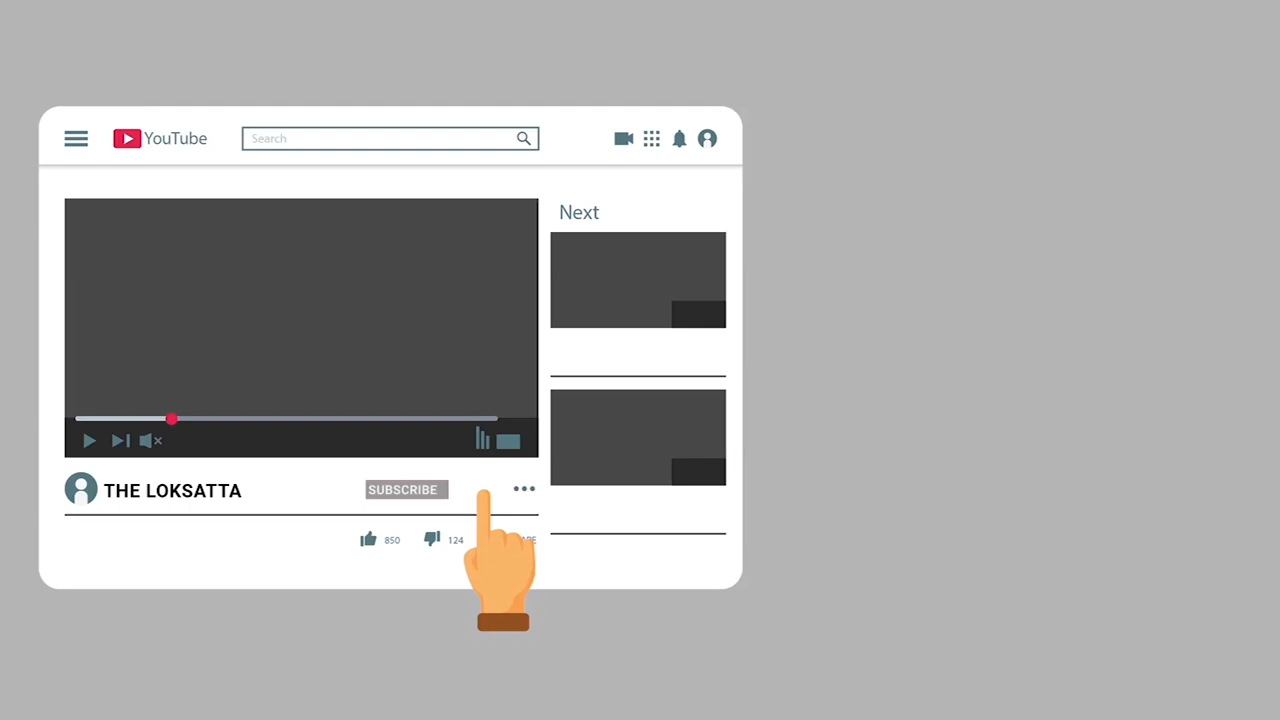 YouTube
Search
Next
THE LOKSATTA
SUBSCRIBE
850
124